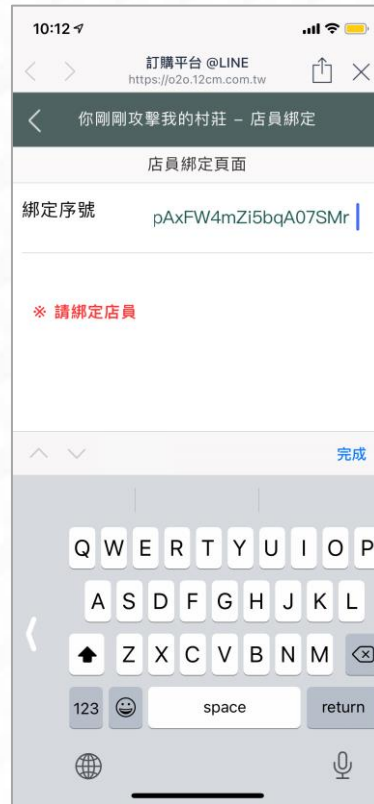 10:12
訂購平台 @LINE
https://o2o.12cm.com.tw
你剛剛攻擊我的村莊 – 店員綁定
店員綁定頁面
綁定序號 pAxFW4mZi5bqA07SMr
※ 請綁定店員
完成
Q W E R T Y U I O P
A S D F G H J K L
Z X C V B N M
123 space return